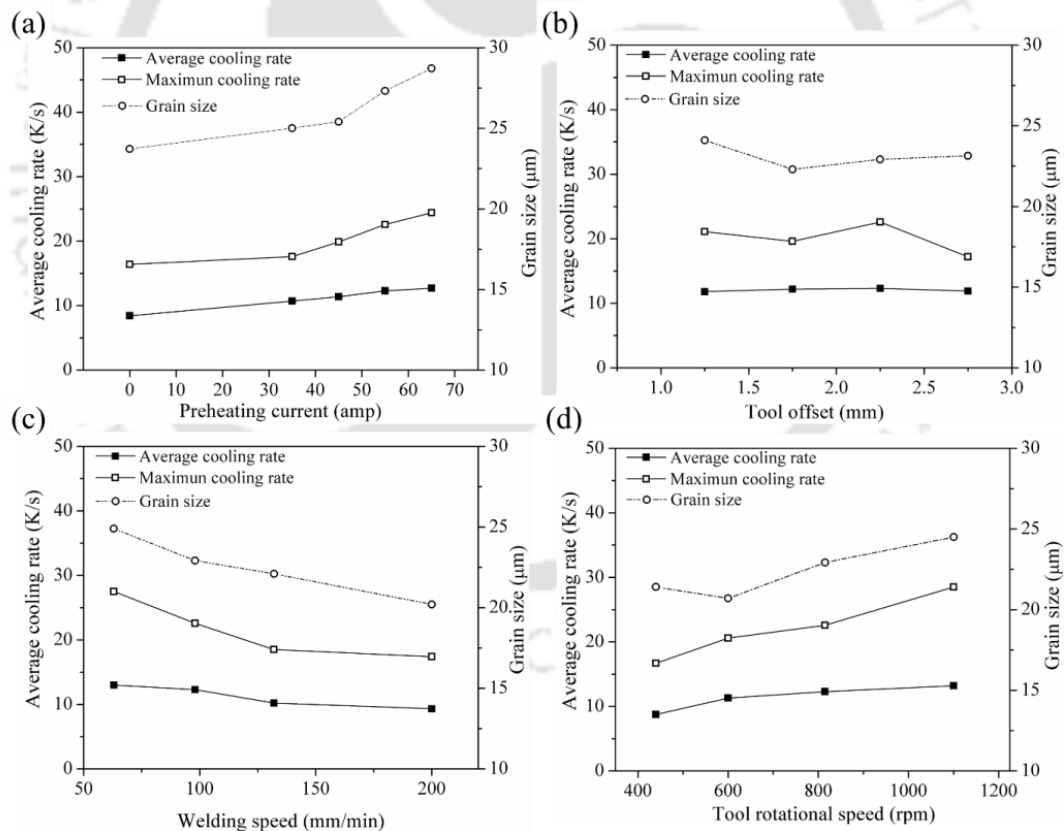 (a)
50
40
30
20
10
0
Average cooling rate (K/s)
Average cooling rate
Maximun cooling rate
Grain size
30
25
20
15
10
Grain size (μm)
0 10 20 30 40 50 60 70
Preheating current (amp)
(b)
50
40
30
20
10
0
Average cooling rate (K/s)
Average cooling rate
Maximun cooling rate
Grain size
30
25
20
15
10
Grain size (μm)
1.0 1.5 2.0 2.5 3.0
Tool offset (mm)
(c)
50
40
30
20
10
0
Average cooling rate (K/s)
Average cooling rate
Maximun cooling rate
Grain size
30
25
20
15
10
Grain size (μm)
50 100 150 200
Welding speed (mm/min)
(d)
50
40
30
20
10
0
Average cooling rate (K/s)
Average cooling rate
Maximun cooling rate
Grain size
30
25
20
15
10
Grain size (μm)
400 600 800 1000 1200
Tool rotational speed (rpm)